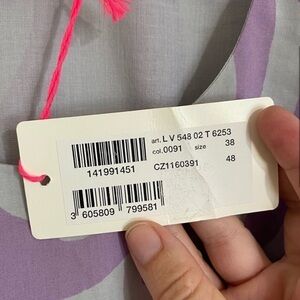 art. L V 548 02 T 6253
col.0091 size 38
141991451 CZ1160391 48
3 605809 799581